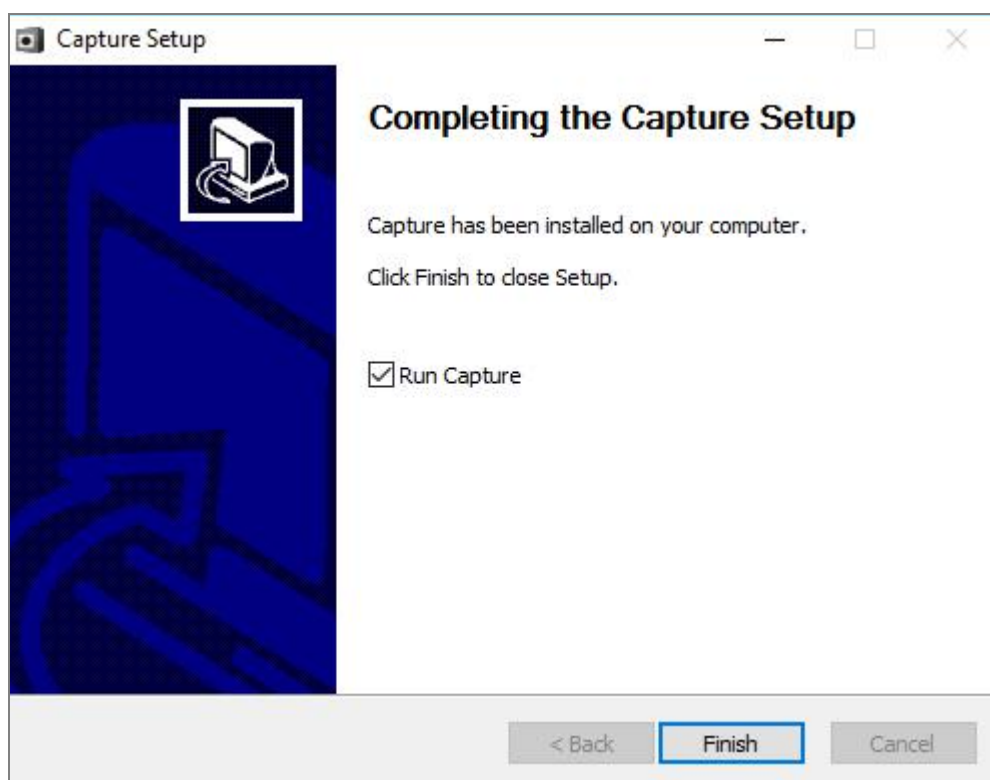 Capture Setup
Completing the Capture Setup
Capture has been installed on your computer.
Click Finish to close Setup.
Run Capture
< Back
Finish
Cancel